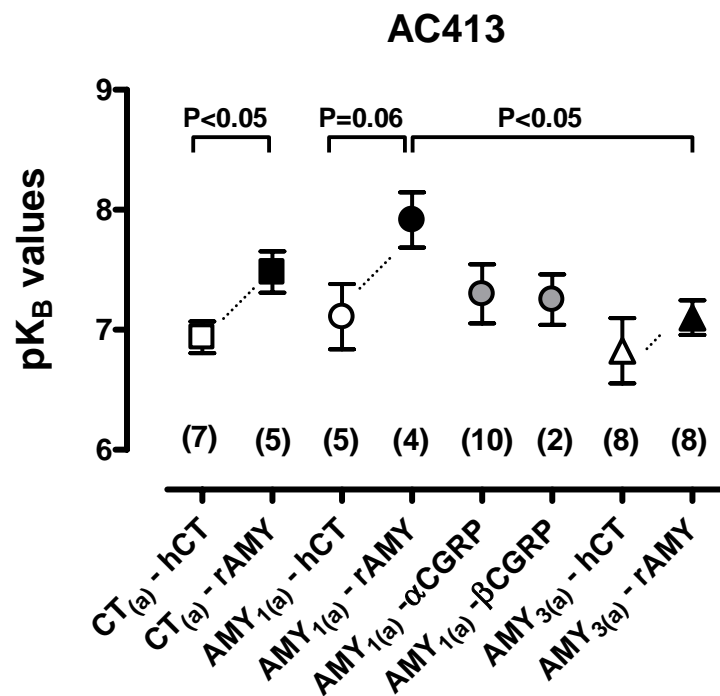 AC413
pK_B values
9
8
7
6
P<0.05 P=0.06 P<0.05
(7) (5) (5) (4) (10) (2) (8) (8)
CT(a) - hCT
CT(a) - rAMY
AMY1(a) - hCT
AMY1(a) - rAMY
AMY1(a) -αCGRP
AMY1(a) -βCGRP
AMY3(a) - hCT
AMY3(a) - rAMY